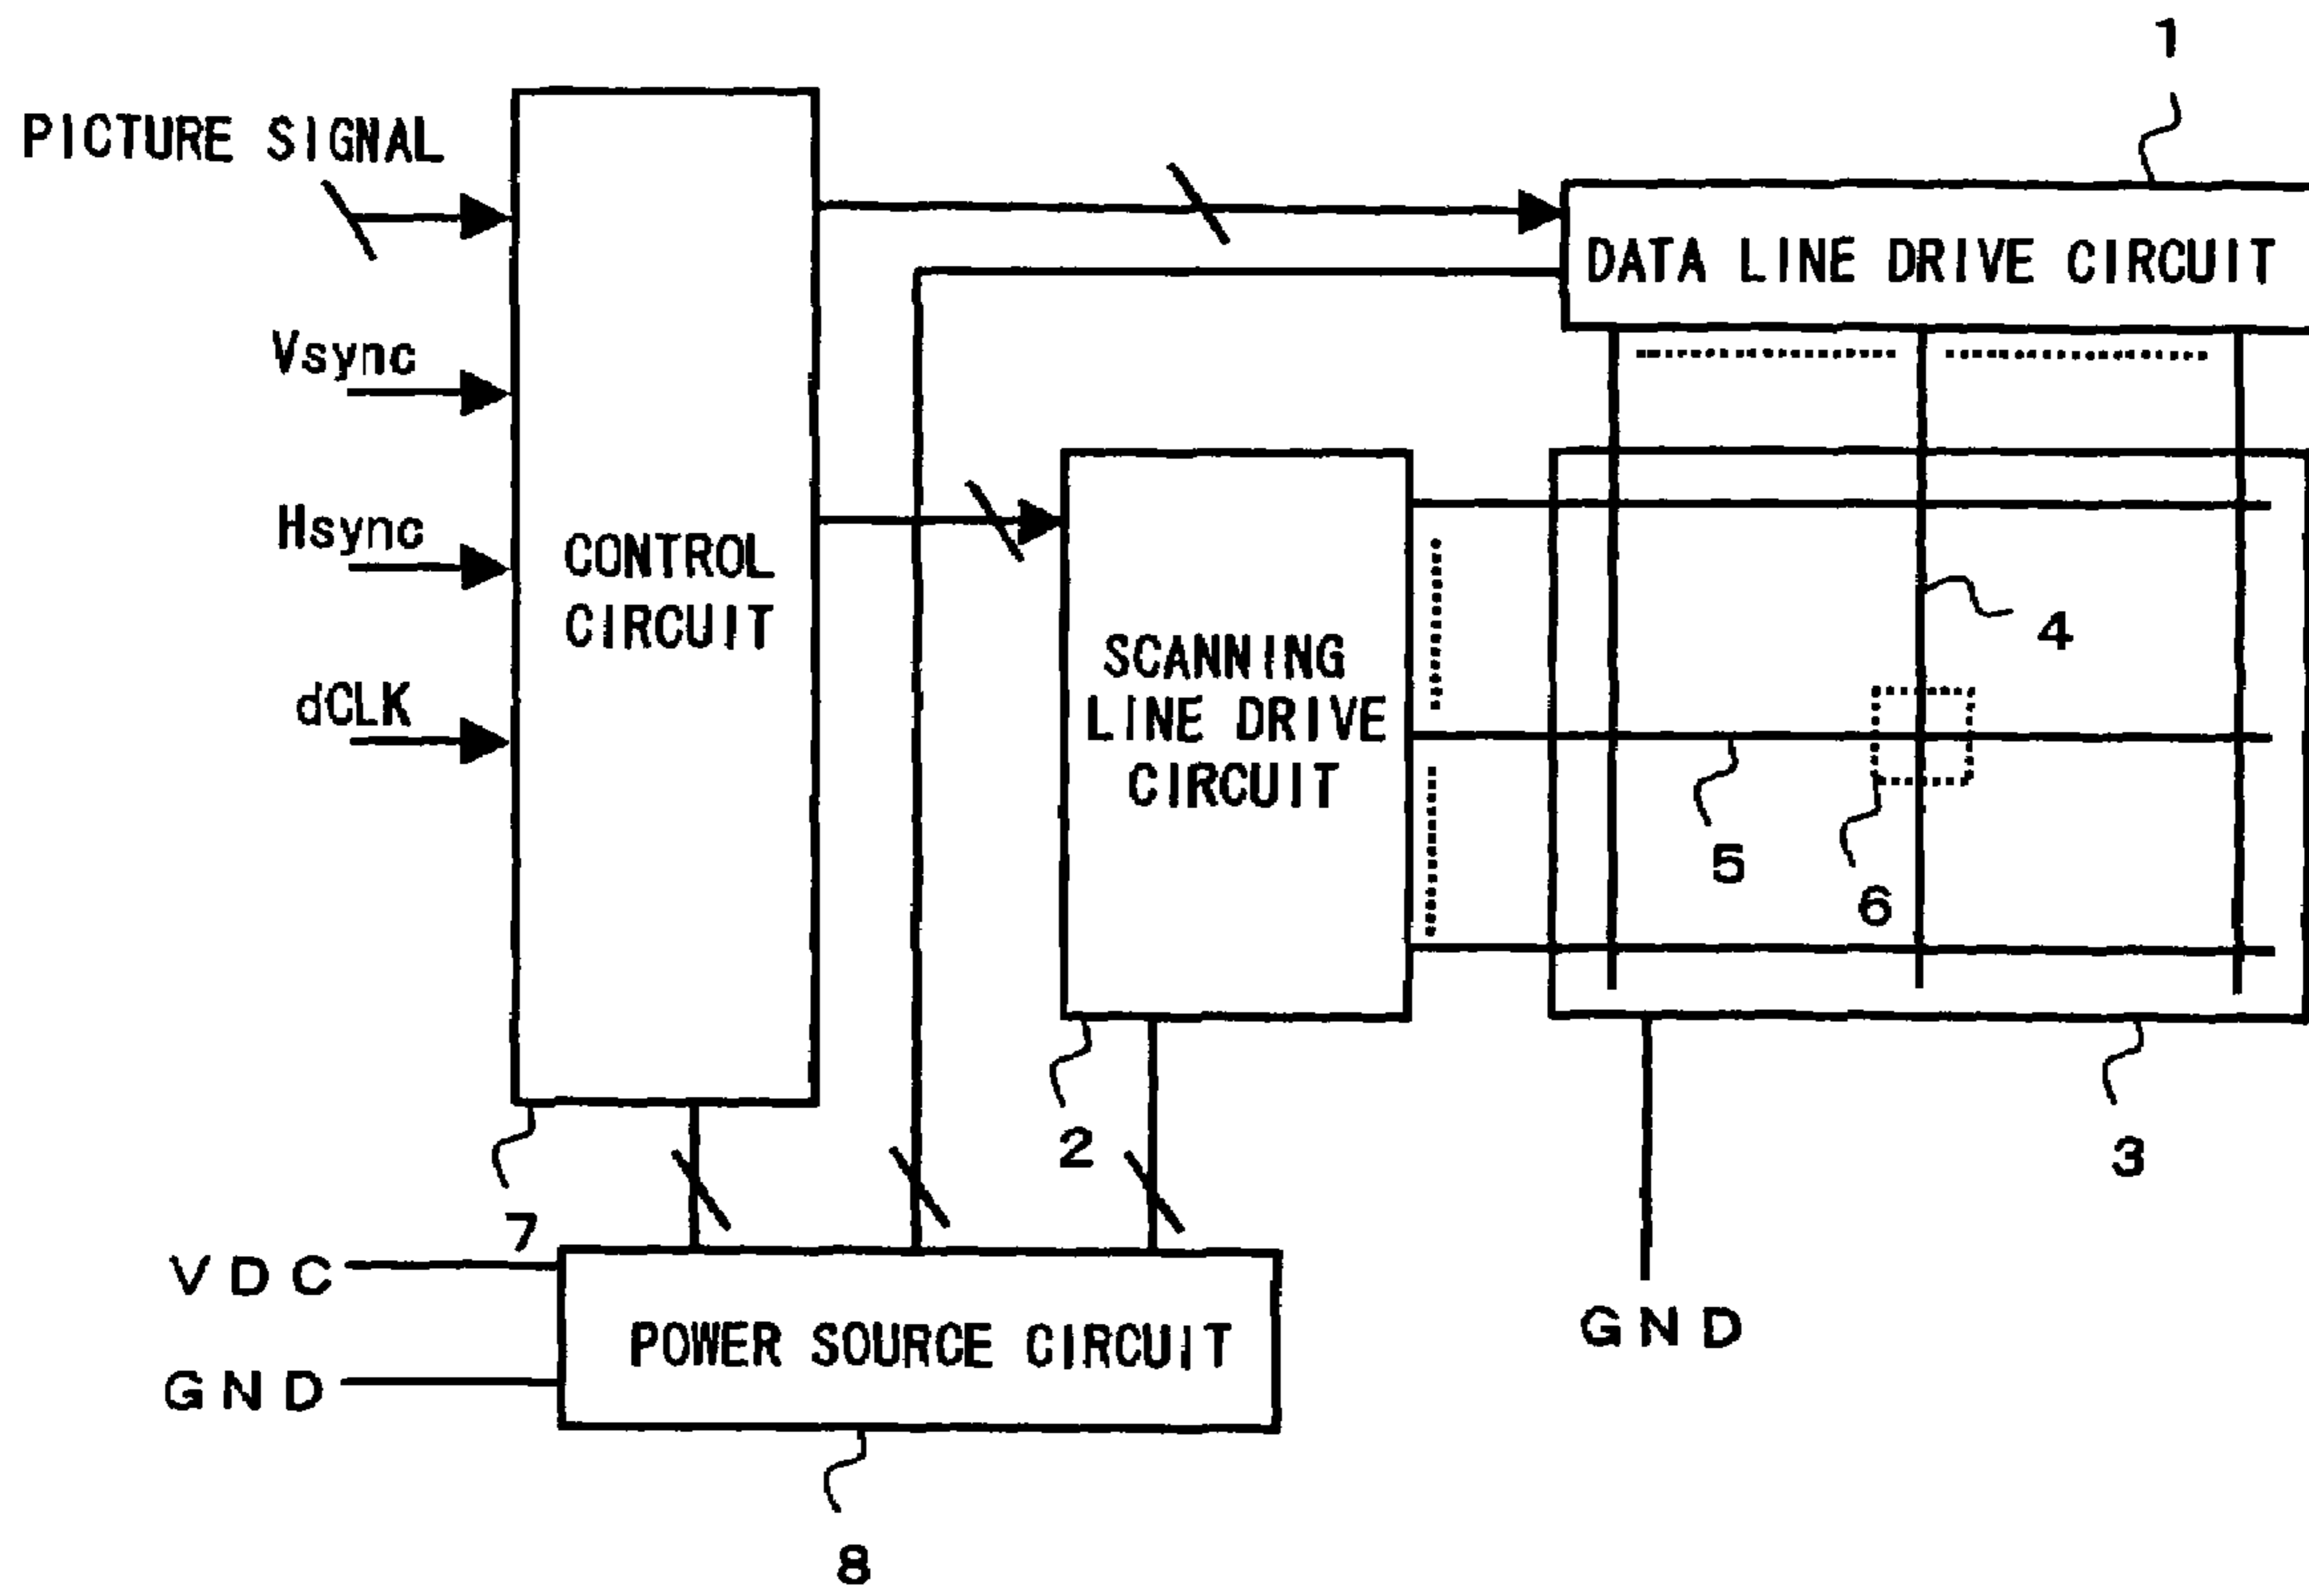 1
PICTURE SIGNAL
DATA LINE DRIVE CIRCUIT
Vsync
Hsync
CONTROL
CIRCUIT
dCLK
SCANNING
LINE DRIVE
CIRCUIT
4
5
6
2
3
7
VDC
GND
POWER SOURCE CIRCUIT
GND
8